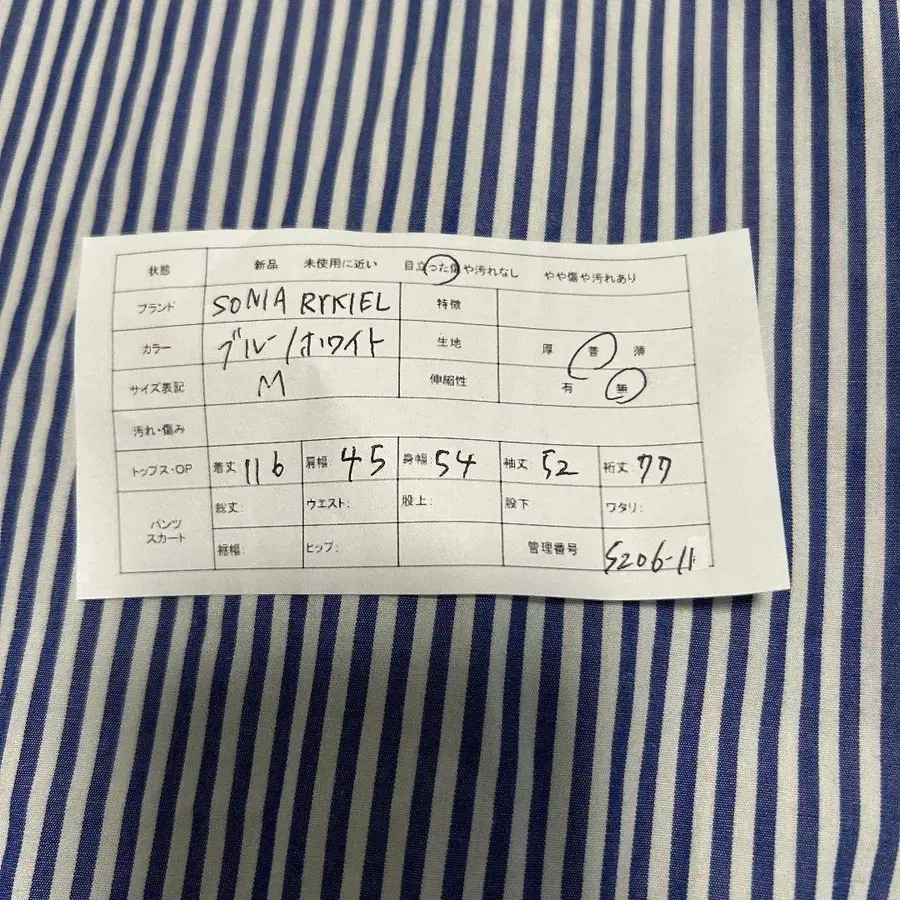 状態 新品 未使用に近い 目立った傷や汚れなし やや傷や汚れあり
ブランド SONIA RYKIEL 特徴
カラー ブルー/ホワイト 生地 厚 普 薄
サイズ表記 M 伸縮性 有 無
汚れ・傷み
トップス・OP 着丈: 116 肩幅: 45 身幅: 54 袖丈: 52 裄丈: 77
パンツ スカート 総丈: ウエスト: 股上: 股下: ワタリ:
裾幅: ヒップ: 管理番号 5206-11